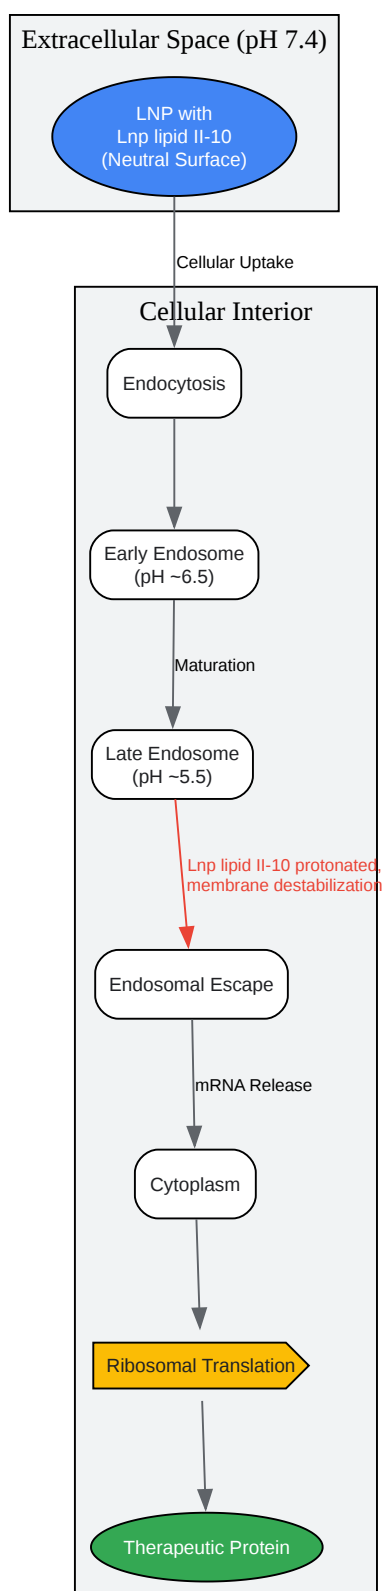 Extracellular Space (pH 7.4)
LNP with
Lnp lipid II-10
(Neutral Surface)
Cellular Uptake
Cellular Interior
Endocytosis
Early Endosome
(pH ~6.5)
Maturation
Late Endosome
(pH ~5.5)
Lnp lipid II-10 protonated,
membrane destabilization
Endosomal Escape
mRNA Release
Cytoplasm
Ribosomal Translation
Therapeutic Protein